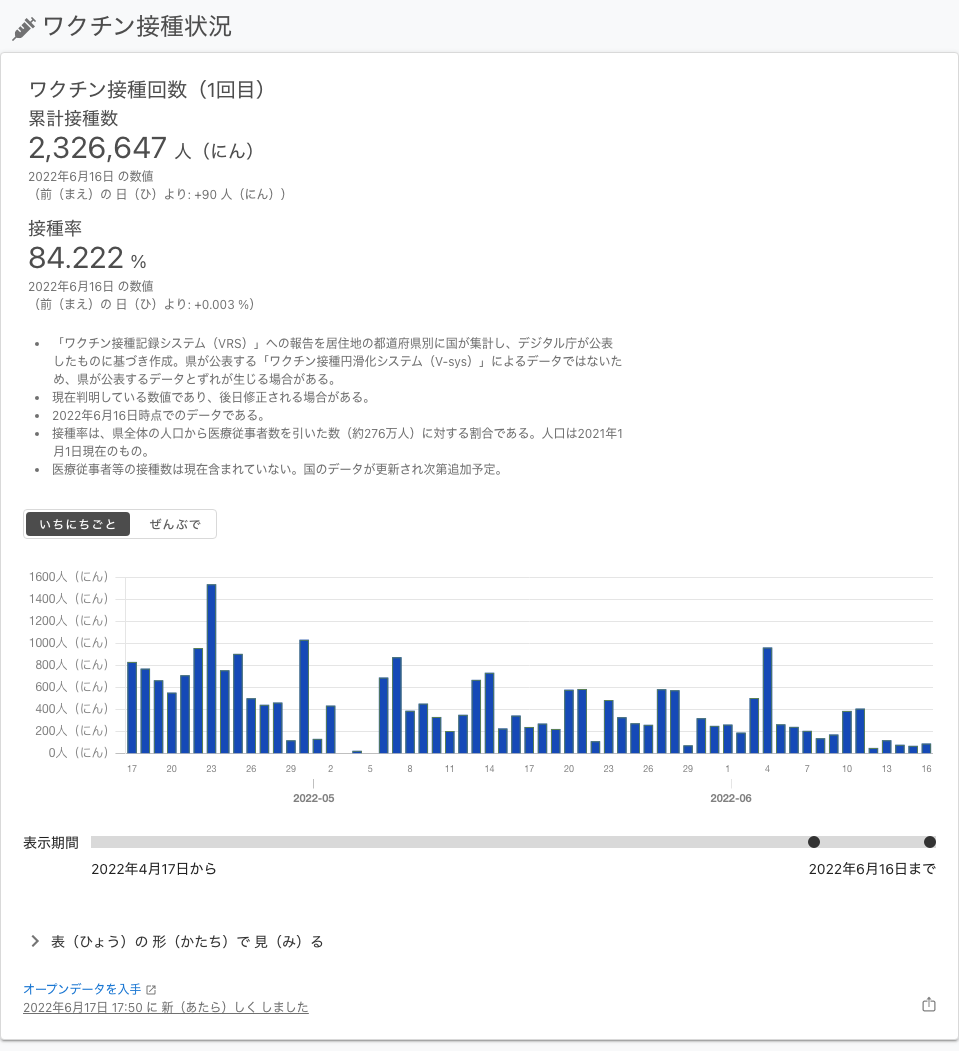 ワクチン接種状況
ワクチン接種回数（1回目）
累計接種数
2,326,647 人（にん）
2022年6月16日 の数値
（前（まえ）の 日（ひ）より: +90 人（にん））
接種率
84.222 %
2022年6月16日 の数値
（前（まえ）の 日（ひ）より: +0.003 %）
• 「ワクチン接種記録システム（VRS）」への報告を居住地の都道府県別に国が集計し、デジタル庁が公表
したものに基づき作成。県が公表する「ワクチン接種円滑化システム（V-sys）」によるデータではないた
め、県が公表するデータとずれが生じる場合がある。
• 現在判明している数値であり、後日修正される場合がある。
• 2022年6月16日時点でのデータである。
• 接種率は、県全体の人口から医療従事者数を引いた数（約276万人）に対する割合である。人口は2021年1
月1日現在のもの。
• 医療従事者等の接種数は現在含まれていない。国のデータが更新され次第追加予定。
いちにちごと ぜんぶで
1600人（にん）
1400人（にん）
1200人（にん）
1000人（にん）
800人（にん）
600人（にん）
400人（にん）
200人（にん）
0人（にん）
17 20 23 26 29 2 5 8 11 14 17 20 23 26 29 1 4 7 10 13 16
2022-05 2022-06
表示期間
2022年4月17日から 2022年6月16日まで
表（ひょう）の 形（かたち）で 見（み）る
オープンデータを入手
2022年6月17日 17:50 に 新（あたら）しく しました